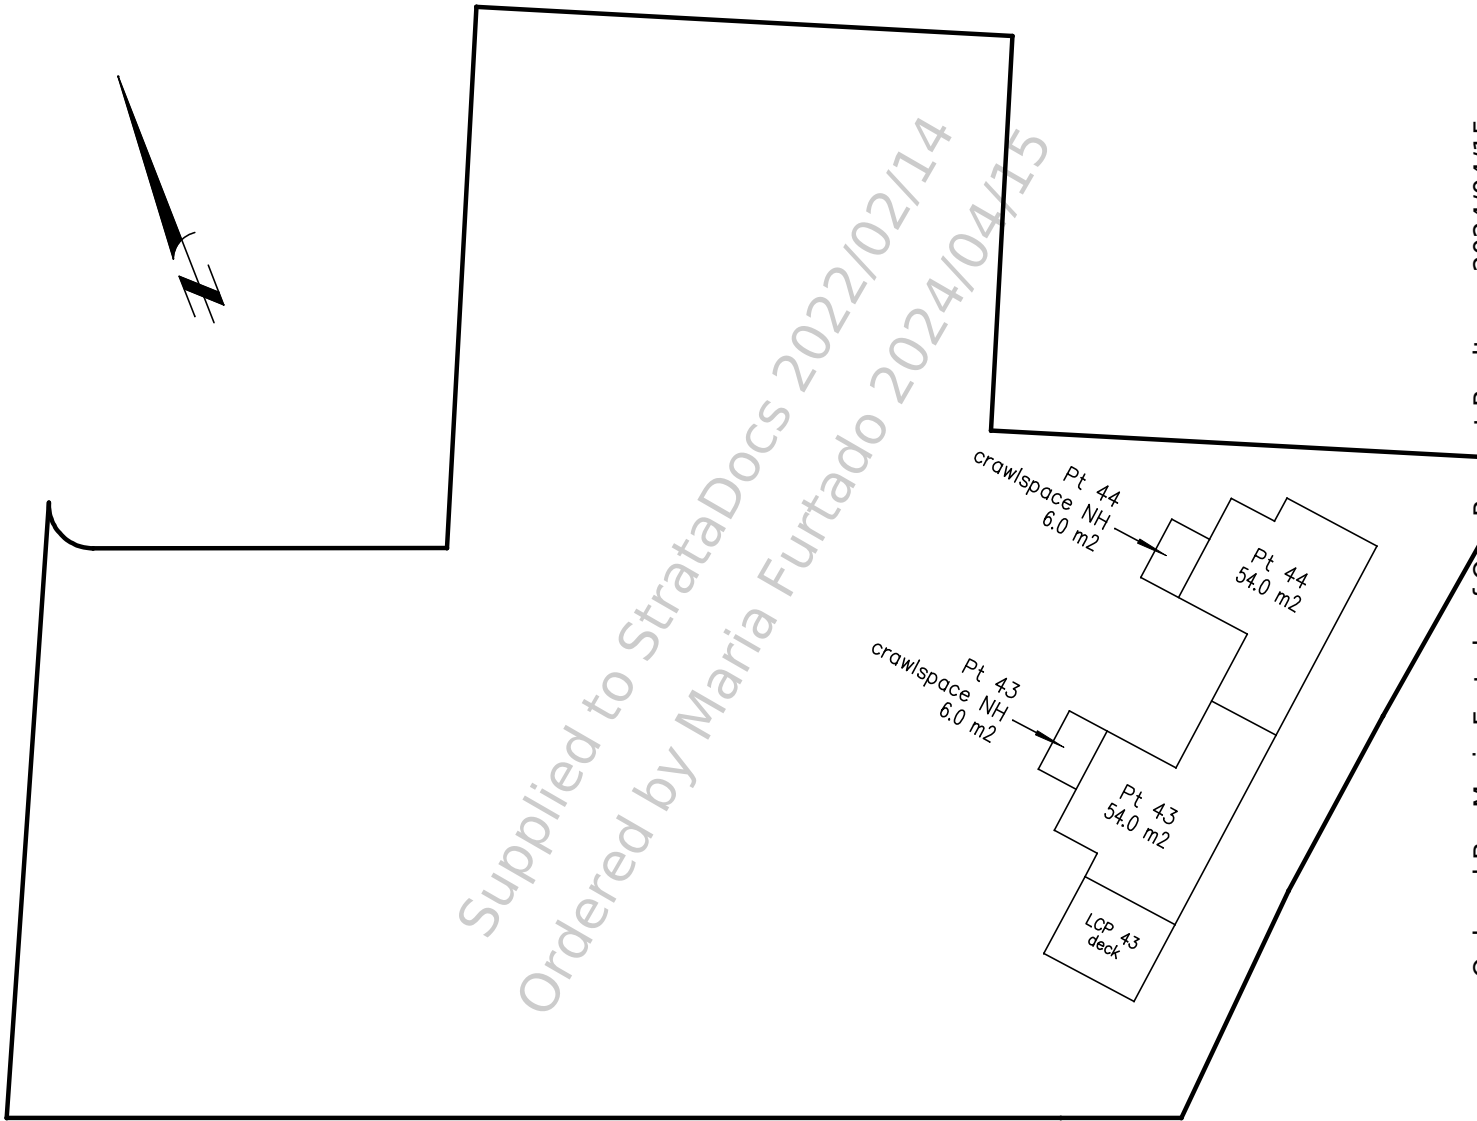 Supplied to StrataDocs 2022/02/14
Ordered by Maria Furtado 2024/04/15
Pt 44
crawlspace NH
6.0 m2
Pt 44
54.0 m2
Pt 43
crawlspace NH
6.0 m2
Pt 43
54.0 m2
LCP 43
deck
N